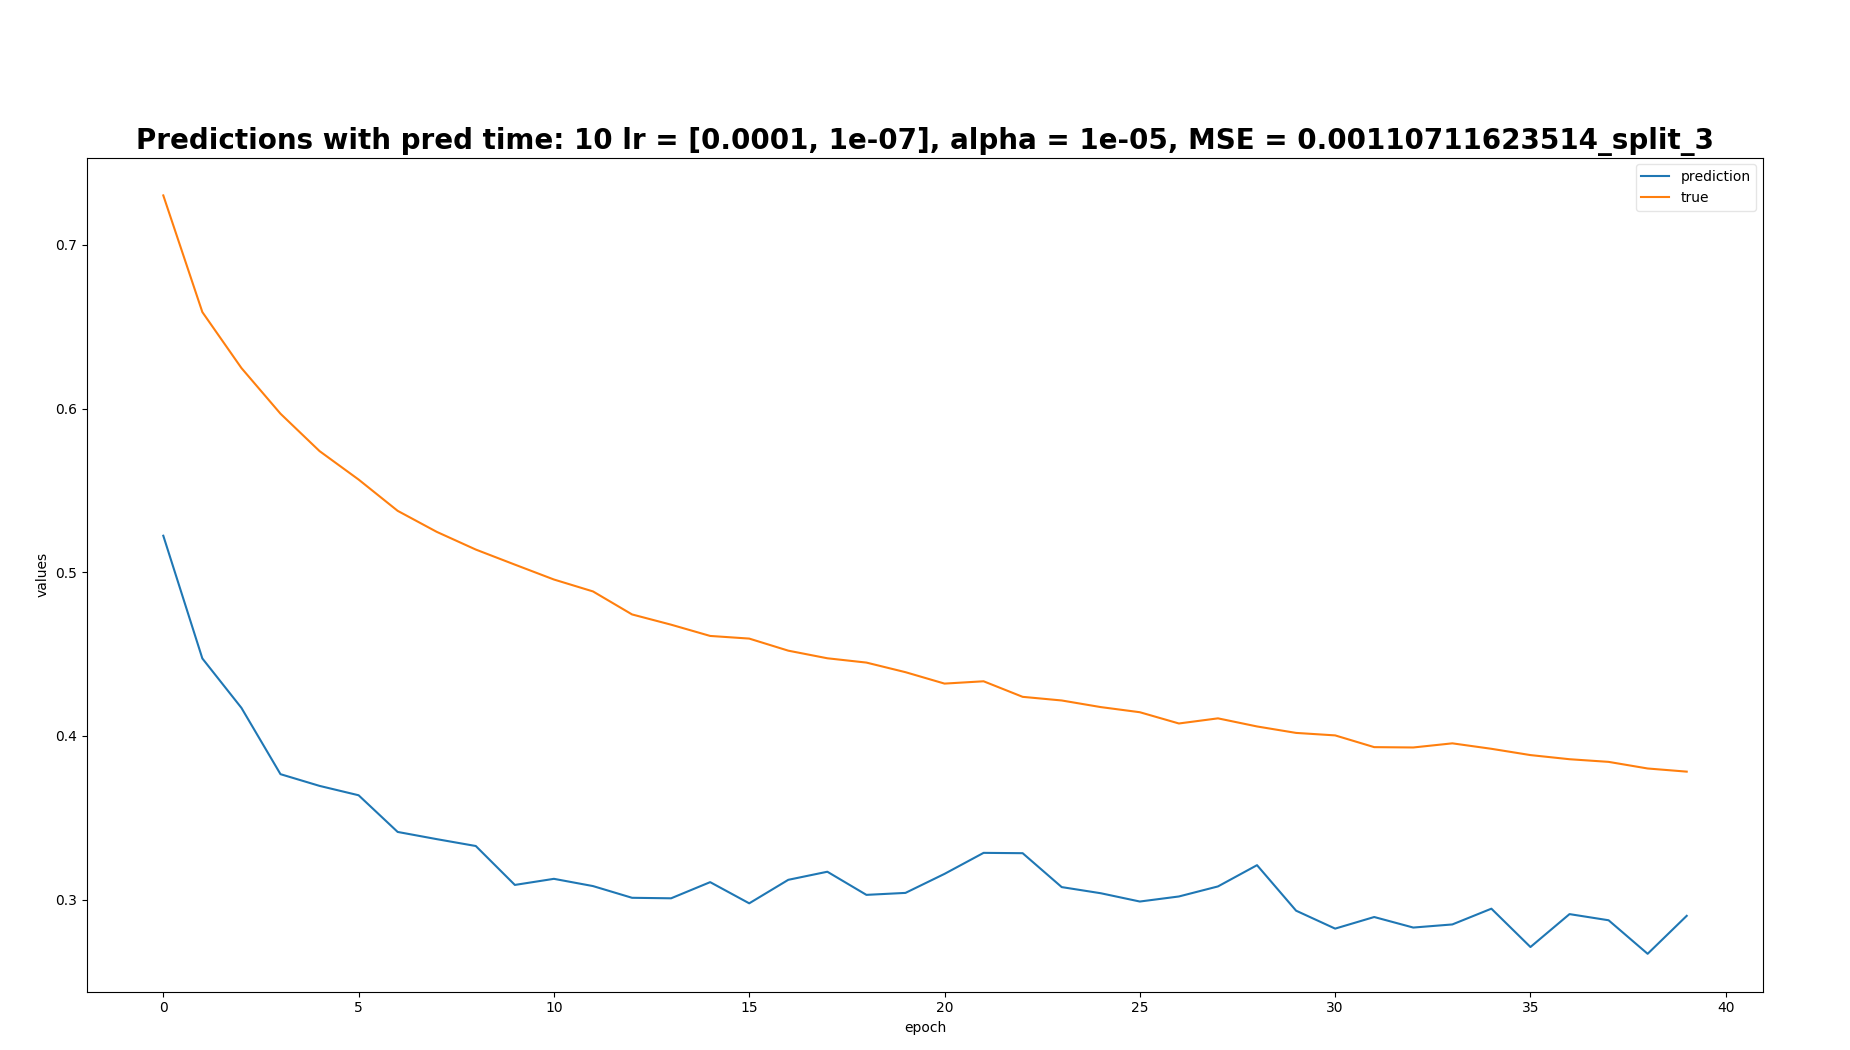 Predictions with pred time: 10 lr = [0.0001, 1e-07], alpha = 1e-05, MSE = 0.00110711623514_split_3
prediction
true
0.7
0.6
0.5
0.4
0.3
values
0 5 10 15 20 25 30 35 40
epoch